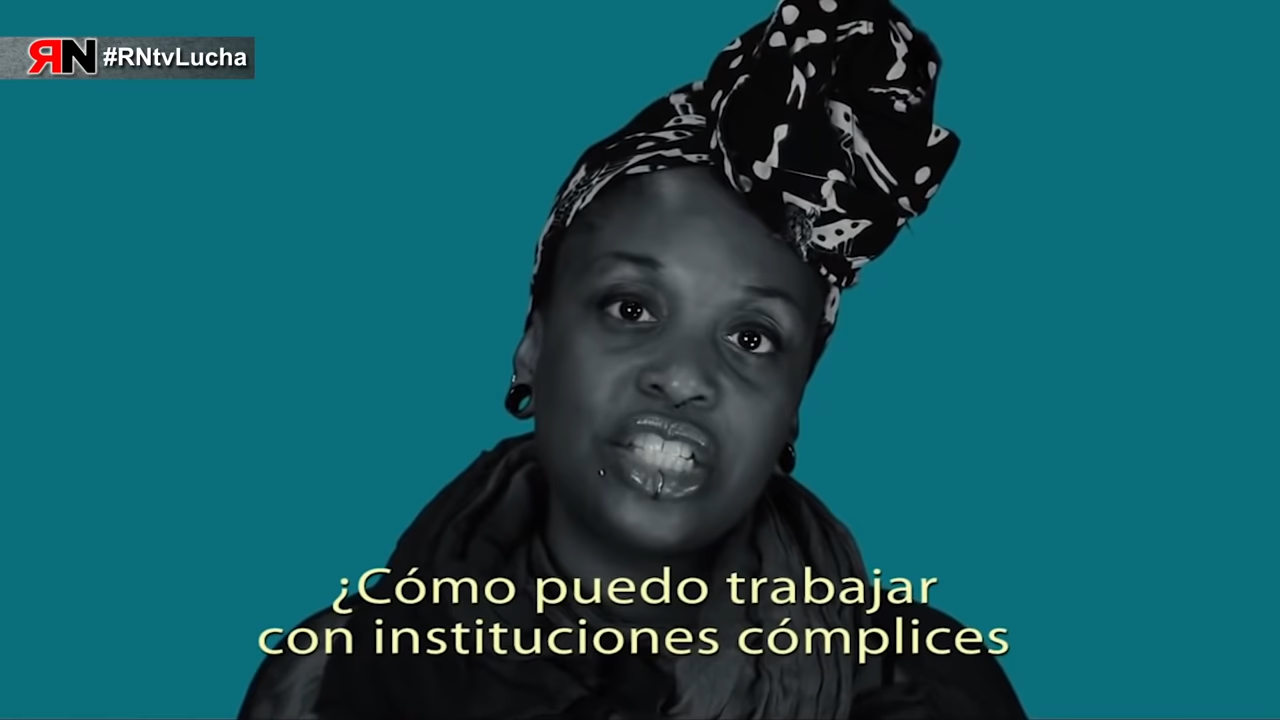 RN #RNtvLucha
¿Cómo puedo trabajar
con instituciones cómplices